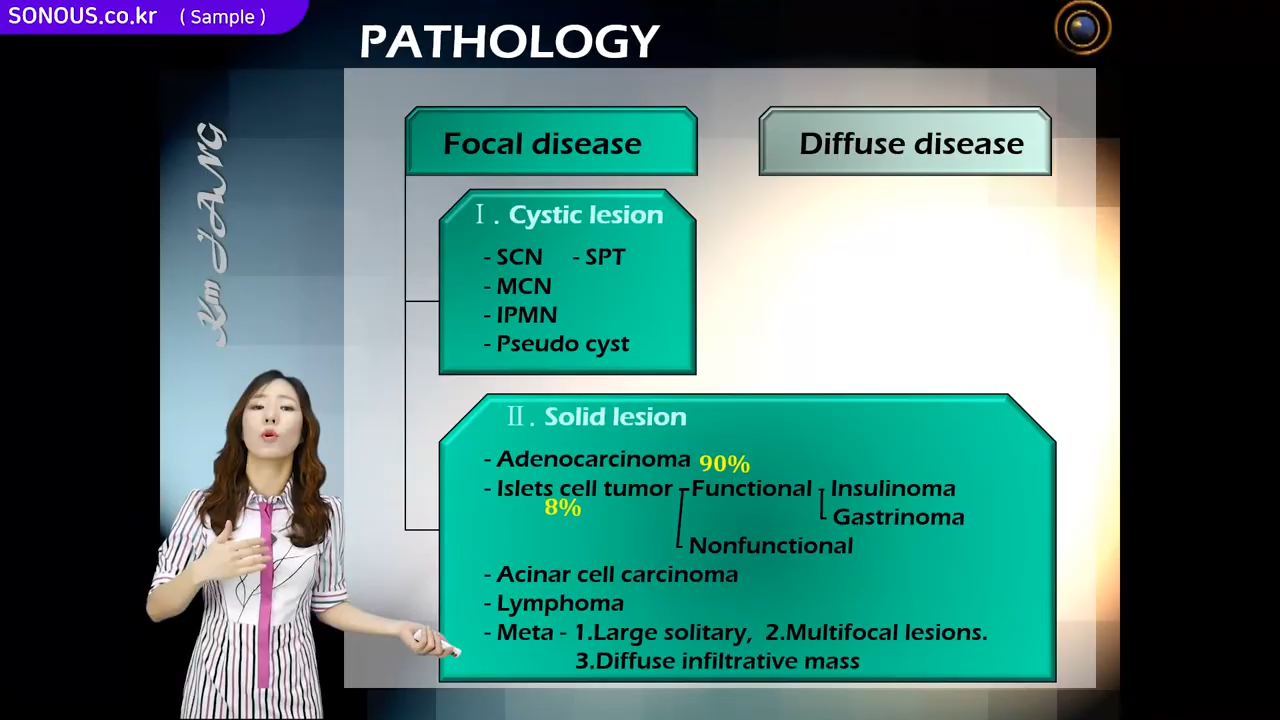 SONOUS.co.kr ( Sample )
PATHOLOGY
Km JANG
Focal disease
Diffuse disease
Ⅰ. Cystic lesion
- SCN - SPT
- MCN
- IPMN
- Pseudo cyst
Ⅱ. Solid lesion
- Adenocarcinoma 90%
- Islets cell tumor Functional Insulinoma
8%
Gastrinoma
Nonfunctional
- Acinar cell carcinoma
- Lymphoma
- Meta - 1.Large solitary, 2.Multifocal lesions.
3.Diffuse infiltrative mass